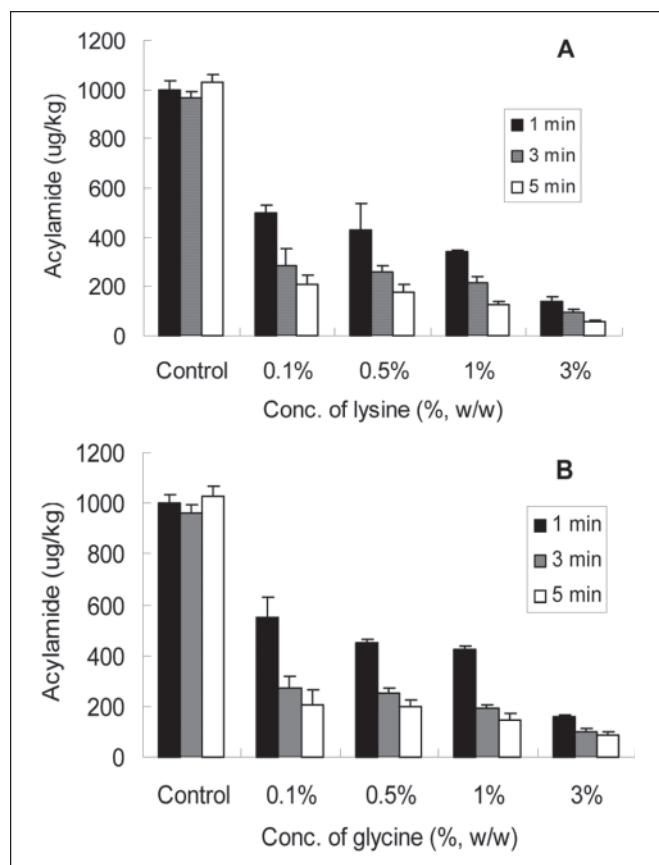 A
1200
1000
800
600
400
200
0
Acylamide (ug/kg)
1 min
3 min
5 min
Control 0.1% 0.5% 1% 3%
Conc. of lysine (%, w/w)
B
1200
1000
800
600
400
200
0
Acylamide (ug/kg)
1 min
3 min
5 min
Control 0.1% 0.5% 1% 3%
Conc. of glycine (%, w/w)